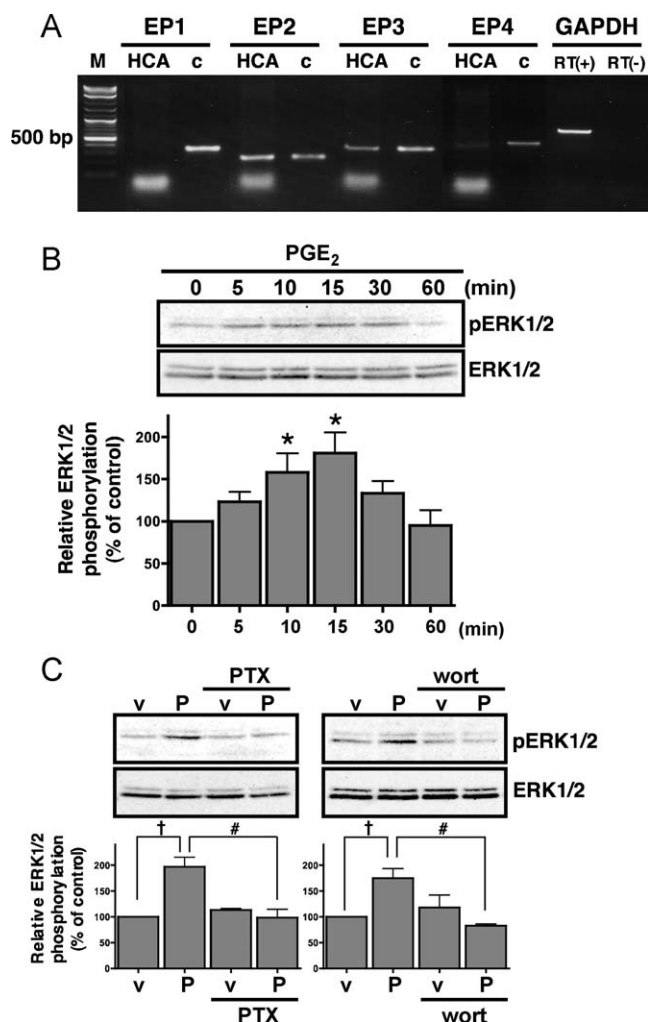 A
EP1 EP2 EP3 EP4 GAPDH
M HCA c HCA c HCA c HCA c RT(+) RT(-)
500 bp
B
PGE2
0 5 10 15 30 60 (min)
pERK1/2
ERK1/2
Relative ERK1/2
phosphorylation
(% of control)
200
150
100
50
0
* *
0 5 10 15 30 60 (min)
C
PTX wort
v P v P v P v P
pERK1/2
ERK1/2
† # † #
Relative ERK1/2
phosphorylation
(% of control)
200 200
150 150
100 100
50 50
0 0
v P v P v P v P
PTX wort